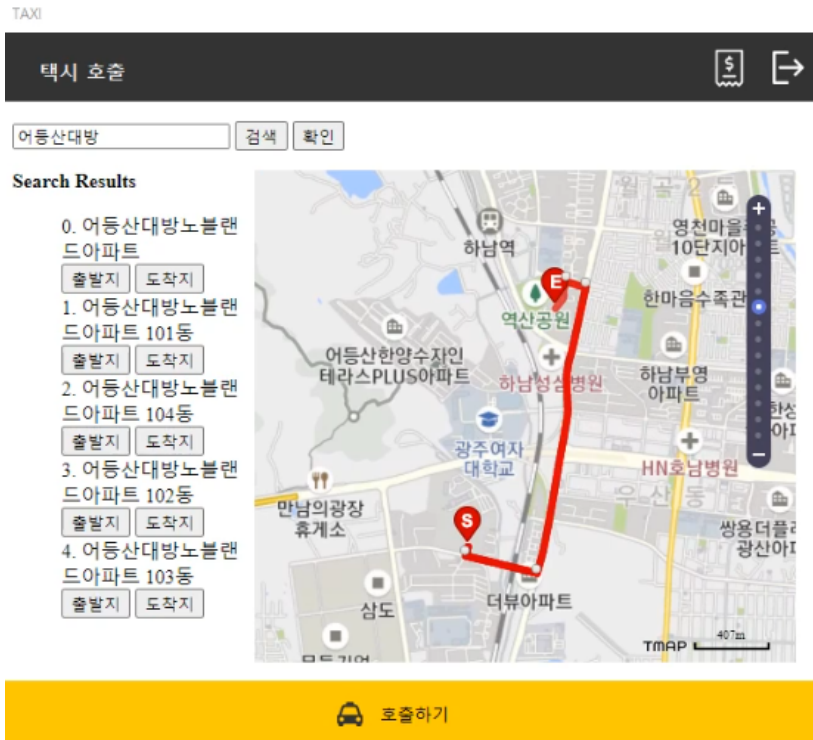 TAXI
택시 호출
어등산대방
검색
확인
Search Results
0. 어등산대방노블랜
드아파트
출발지 도착지
1. 어등산대방노블랜
드아파트 101동
출발지 도착지
2. 어등산대방노블랜
드아파트 104동
출발지 도착지
3. 어등산대방노블랜
드아파트 102동
출발지 도착지
4. 어등산대방노블랜
드아파트 103동
출발지 도착지
월곡2동
하남역
영천마을
10단지아
E
역산공원
한마음수족관
어등산한양수자인
테라스PLUS아파트
하남성심병원
하남부영
아파트
광주여자
대학교
HN호남병원
우산동
만남의광장
휴게소
S
쌍용더플
광산아
더뷰아파트
삼도
TMAP
407m
호출하기